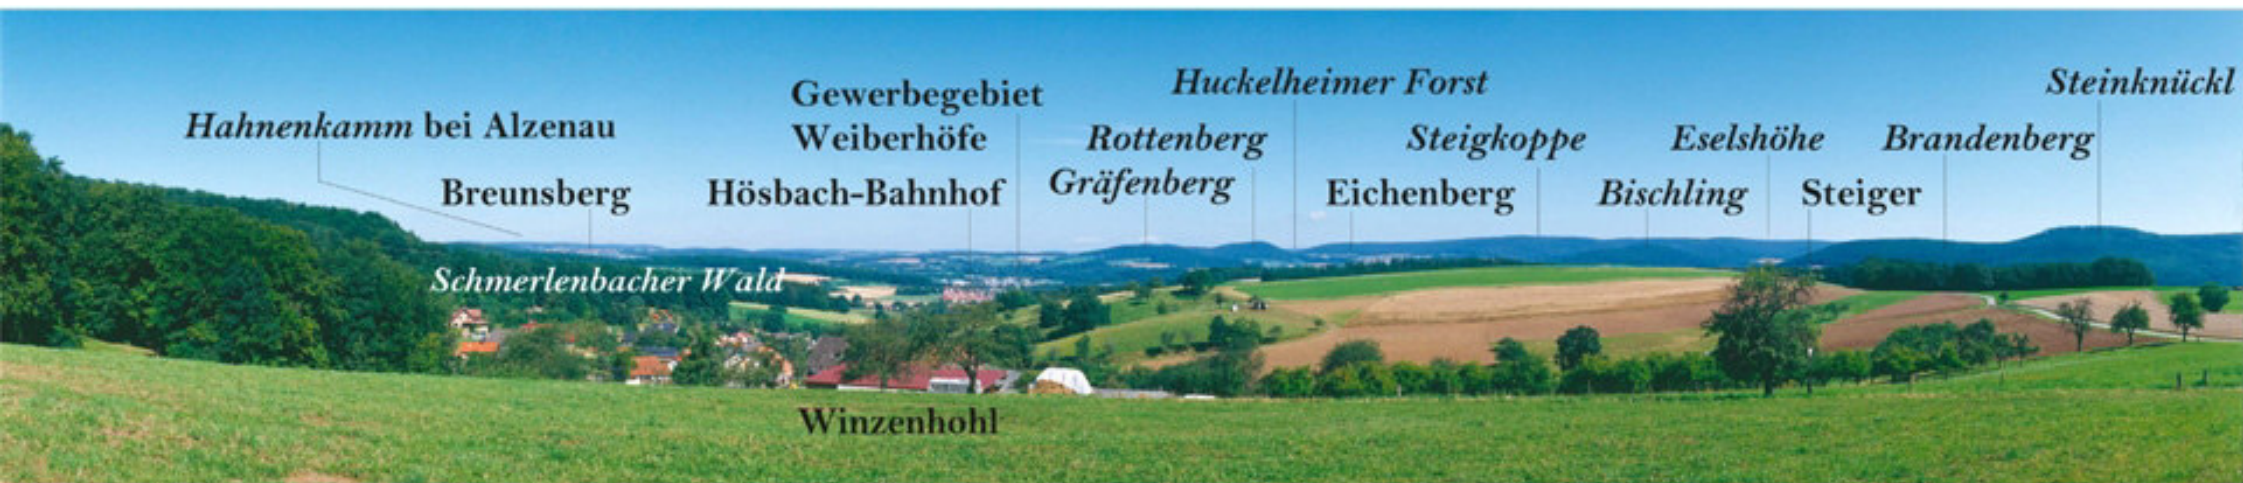 Hahnenkamm bei Alzenau
Breunsberg
Schmerlenbacher Wald
Gewerbegebiet
Weiberhöfe
Hösbach-Bahnhof
Winzenhohl
Huckelheimer Forst
Rottenberg
Gräfenberg
Eichenberg
Steigkoppe
Bischling
Eselshöhe
Steiger
Brandenberg
Steinknückl